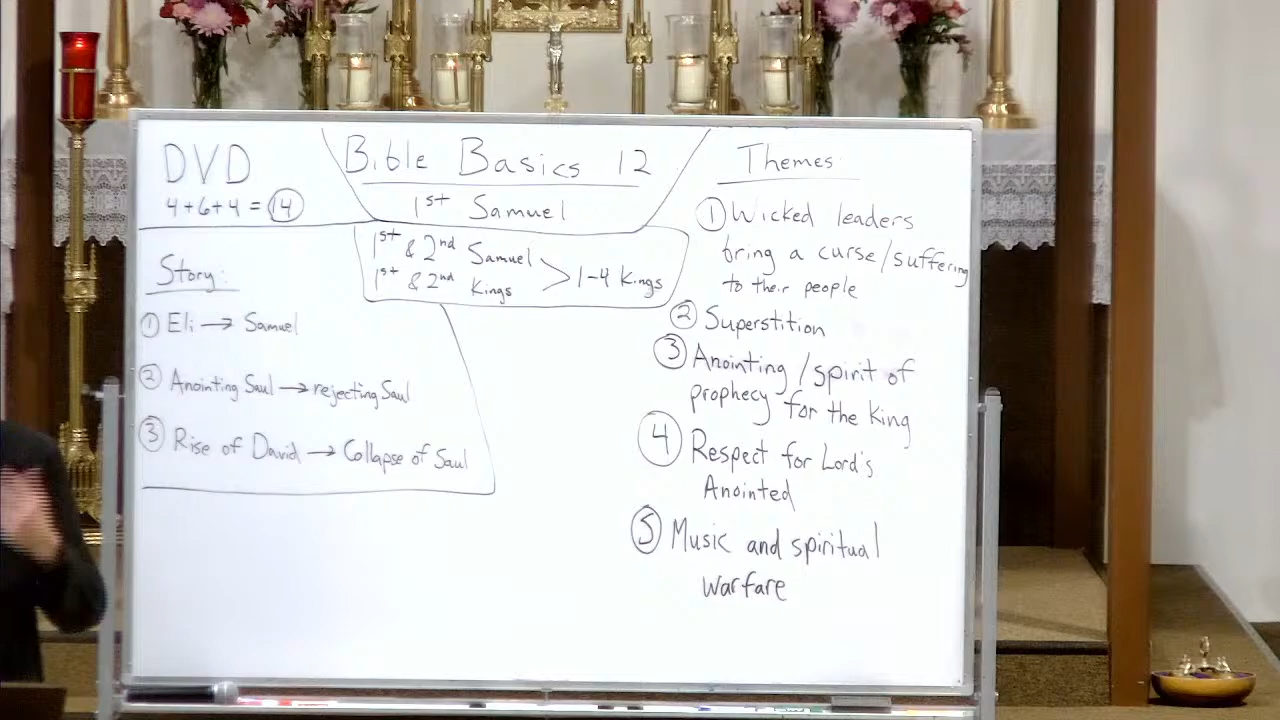 DVD
4+6+4 = 14
Bible Basics 12
1st Samuel
1st & 2nd Samuel
1st & 2nd Kings
> 1-4 Kings
Story:
① Eli → Samuel
② Anointing Saul → rejecting Saul
③ Rise of David → Collapse of Saul
Themes:
① Wicked leaders
bring a curse/suffering
to their people
② Superstition
③ Anointing/spirit of
prophecy for the king
④ Respect for Lord's
Anointed
⑤ Music and spiritual
warfare